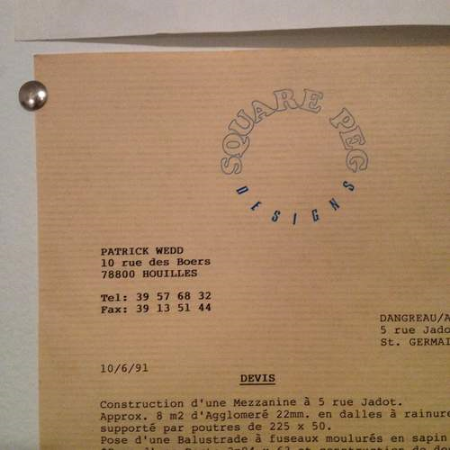 SQUARE PEG
DESIGNS
PATRICK WEDD
10 rue des Boers
78800 HOUILLES
Tel: 39 57 68 32
Fax: 39 13 51 44
DANGREAU/A
5 rue Jado
St. GERMAI
10/6/91
DEVIS
Construction d'une Mezzanine à 5 rue Jadot.
Approx. 8 m2 d'Agglomeré 22mm. en dalles à rainure
supporté par poutres de 225 x 50.
Pose d'une Balustrade à fuseaux moulurés en sapin